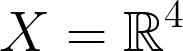 X = ℝ⁴